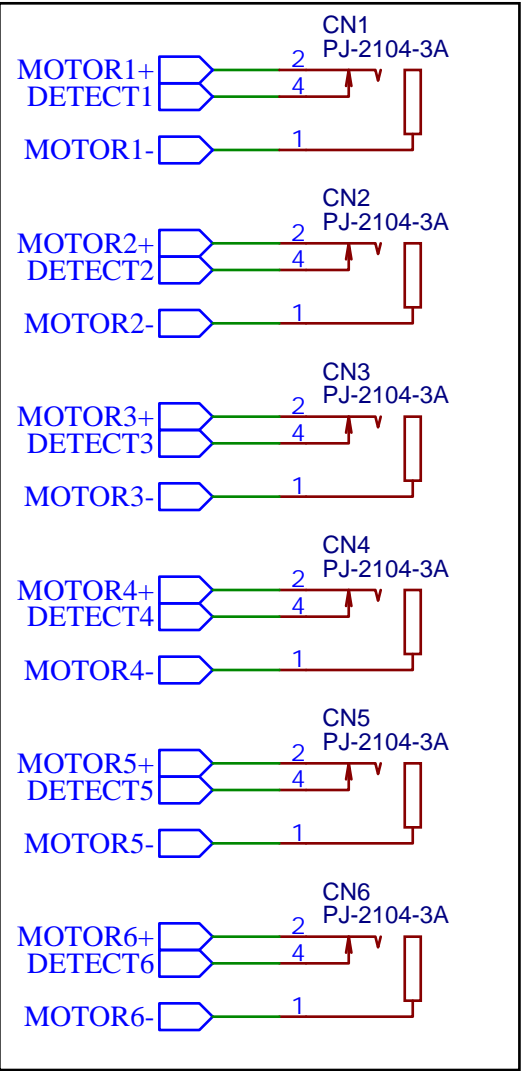 CN1
PJ-2104-3A
MOTOR1+ 2
DETECT1 4
MOTOR1- 1
CN2
PJ-2104-3A
MOTOR2+ 2
DETECT2 4
MOTOR2- 1
CN3
PJ-2104-3A
MOTOR3+ 2
DETECT3 4
MOTOR3- 1
CN4
PJ-2104-3A
MOTOR4+ 2
DETECT4 4
MOTOR4- 1
CN5
PJ-2104-3A
MOTOR5+ 2
DETECT5 4
MOTOR5- 1
CN6
PJ-2104-3A
MOTOR6+ 2
DETECT6 4
MOTOR6- 1